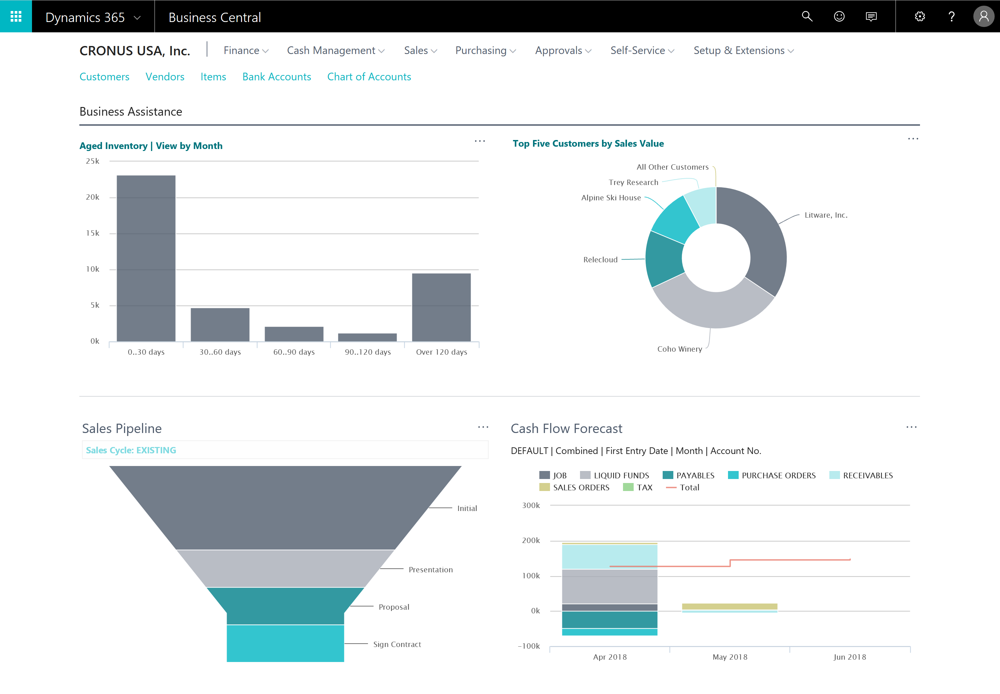 Dynamics 365
Business Central
?
CRONUS USA, Inc.
Finance
Cash Management
Sales
Purchasing
Approvals
Self-Service
Setup & Extensions
Customers
Vendors
Items
Bank Accounts
Chart of Accounts
Business Assistance
Aged Inventory | View by Month
25k
20k
15k
10k
5k
0k
0..30 days
30..60 days
60..90 days
90..120 days
Over 120 days
Top Five Customers by Sales Value
All Other Customers
Trey Research
Alpine Ski House
Litware, Inc.
Relecloud
Coho Winery
Sales Pipeline
Sales Cycle: EXISTING
Initial
Presentation
Proposal
Sign Contract
Cash Flow Forecast
DEFAULT | Combined | First Entry Date | Month | Account No.
JOB
LIQUID FUNDS
PAYABLES
PURCHASE ORDERS
RECEIVABLES
SALES ORDERS
TAX
Total
300k
200k
100k
0k
-100k
Apr 2018
May 2018
Jun 2018